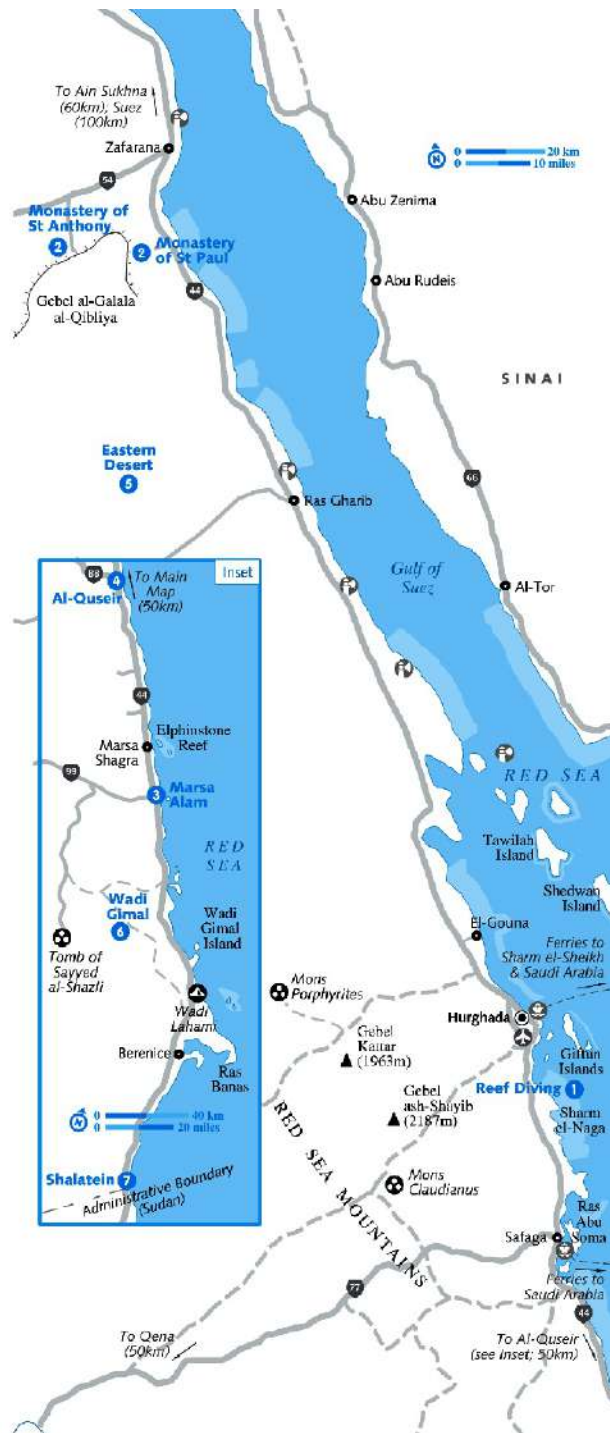 To Ain Sukhna
(60km); Suez
(100km)
Zafarana
54
Monastery of
St Anthony
2
2
Monastery
of St Paul
Gebel al-Galala
al-Qibliya
44
N
0 20 km
0 10 miles
Abu Zenima
Abu Rudeis
SINAI
Eastern
Desert
5
Ras Gharib
66
Gulf of
Suez
Al-Tor
RED SEA
Tawilah
Island
Shedwan
Island
El-Gouna
Ferries to
Sharm el-Sheikh
& Saudi Arabia
Hurghada
Mons
Porphyrites
Gebel
Kattar
(1963m)
Giftun
Islands
Reef Diving 1
Gebel
ash-Shayib
(2187m)
Sharm
el-Naga
RED SEA MOUNTAINS
Mons
Claudianus
Ras
Abu
Soma
Safaga
Ferries to
Saudi Arabia
77
44
To Qena
(50km)
To Al-Quseir
(see Inset; 50km)
Inset
88
4
To Main
Map
(50km)
Al-Quseir
44
Elphinstone
Reef
Marsa
Shagra
99
3
Marsa
Alam
RED
SEA
Wadi
Gimal
6
Wadi
Gimal
Island
Tomb of
Sayyed
al-Shazli
Wadi
Lahami
Berenice
Ras
Banas
N
0 40 km
0 20 miles
Shalatein 7
Administrative Boundary
(Sudan)